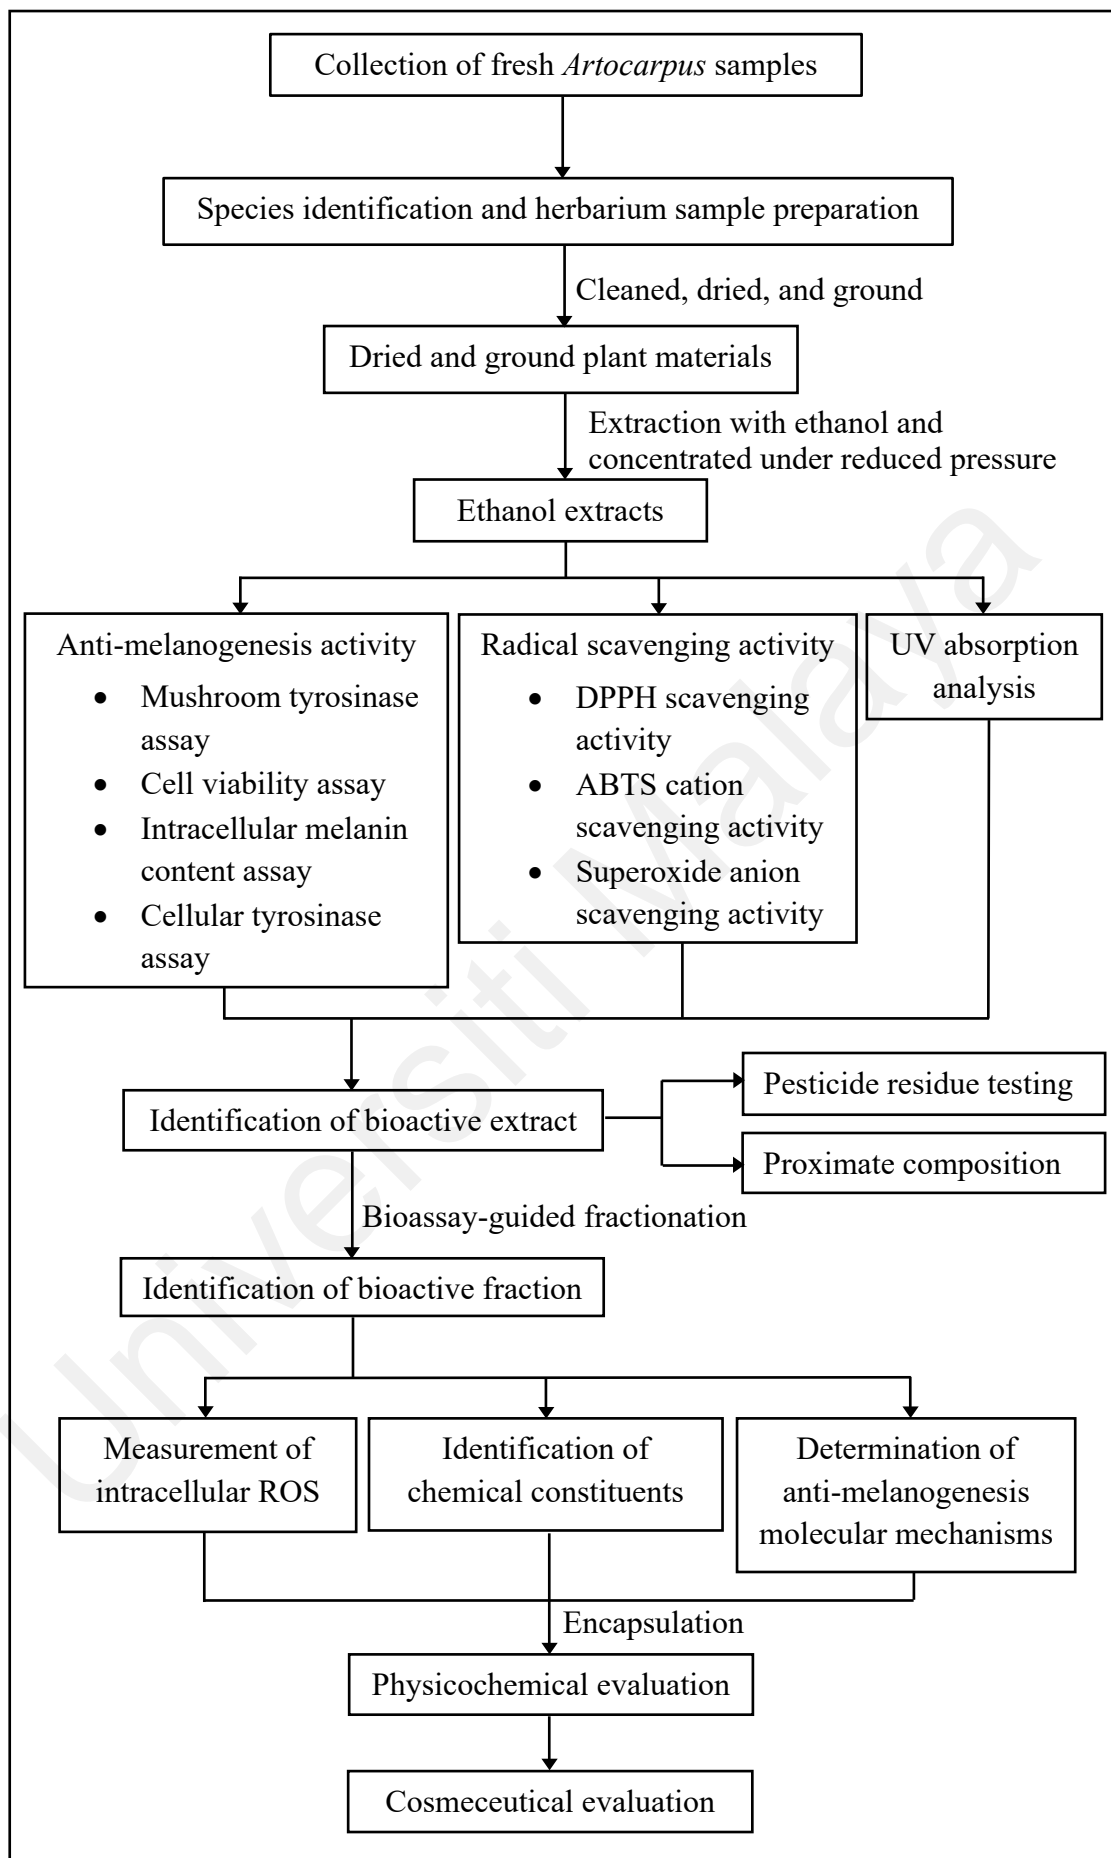 Collection of fresh Artocarpus samples
Species identification and herbarium sample preparation
Cleaned, dried, and ground
Dried and ground plant materials
Extraction with ethanol and
concentrated under reduced pressure
Ethanol extracts
Anti-melanogenesis activity
• Mushroom tyrosinase
assay
• Cell viability assay
• Intracellular melanin
content assay
• Cellular tyrosinase
assay
Radical scavenging activity
• DPPH scavenging
activity
• ABTS cation
scavenging activity
• Superoxide anion
scavenging activity
UV absorption
analysis
Identification of bioactive extract
Pesticide residue testing
Proximate composition
Bioassay-guided fractionation
Identification of bioactive fraction
Measurement of
intracellular ROS
Identification of
chemical constituents
Determination of
anti-melanogenesis
molecular mechanisms
Encapsulation
Physicochemical evaluation
Cosmeceutical evaluation
Universiti Malaya